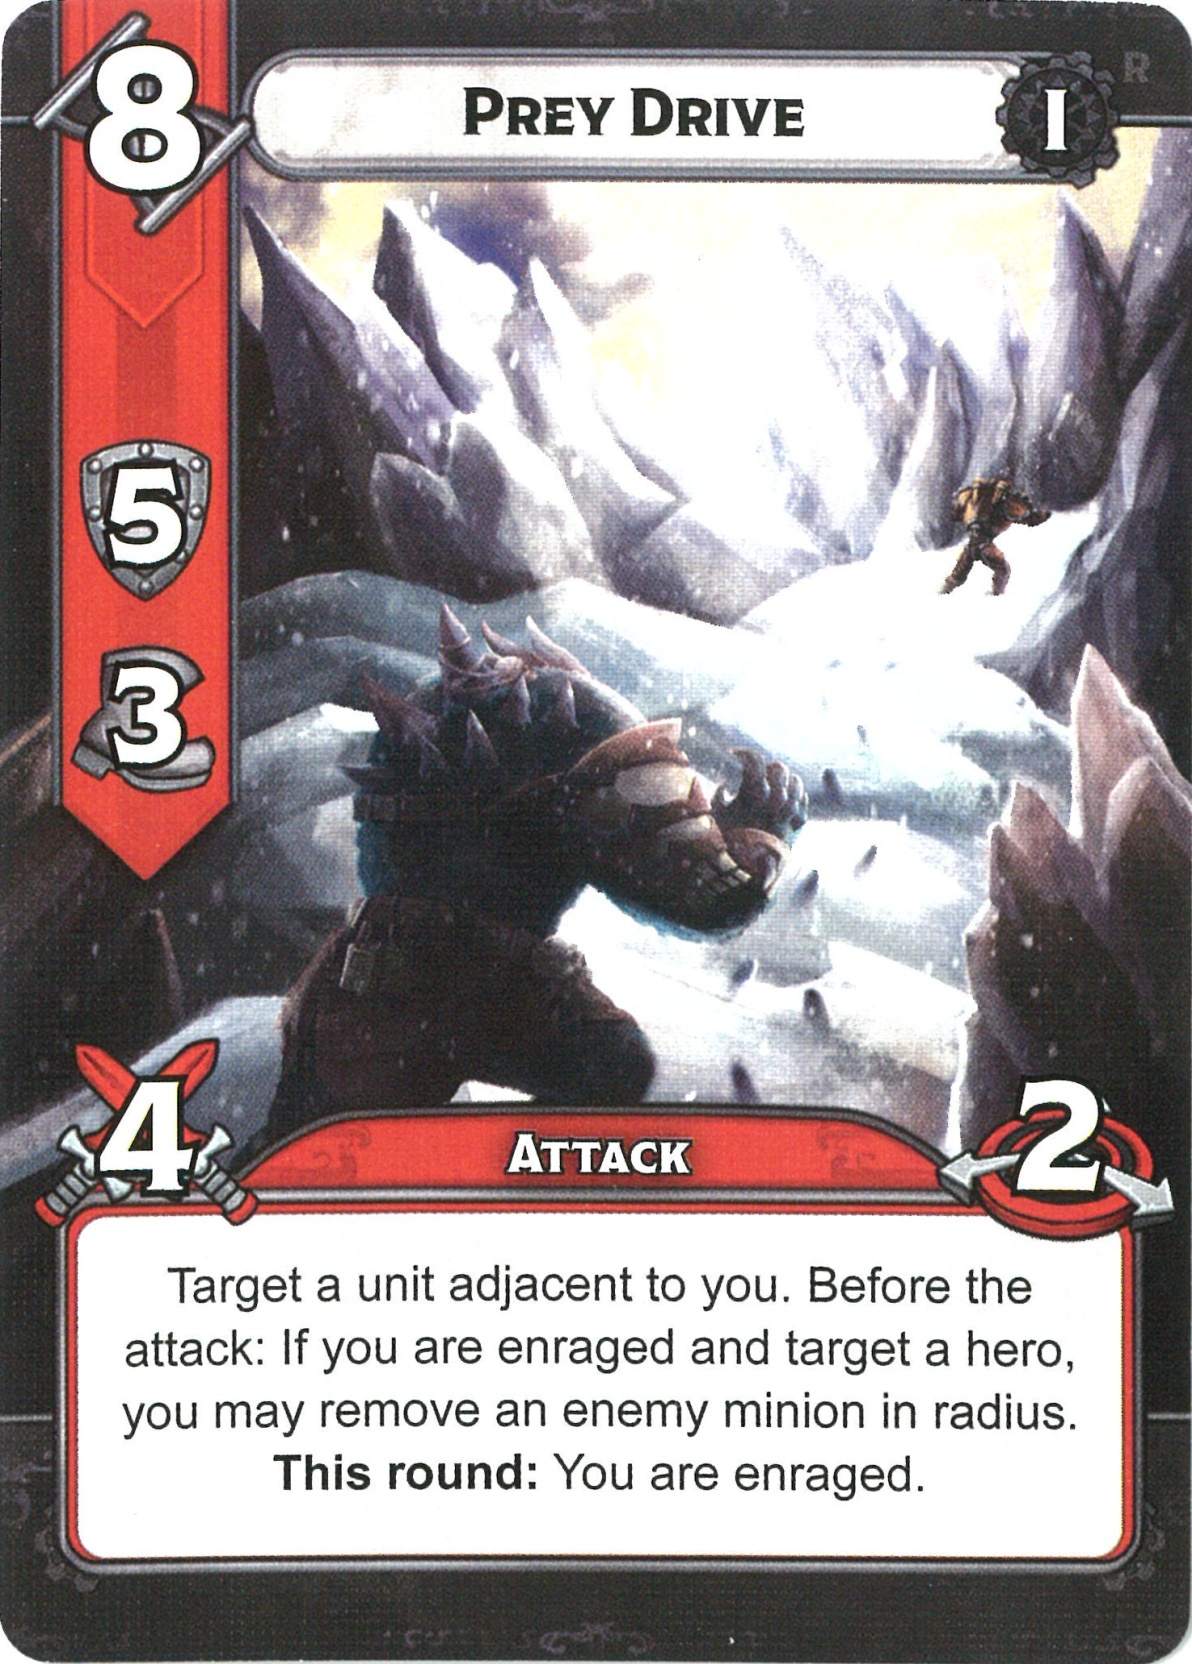 8
PREY DRIVE
I
R
5
3
4
ATTACK
2
Target a unit adjacent to you. Before the
attack: If you are enraged and target a hero,
you may remove an enemy minion in radius.
This round: You are enraged.